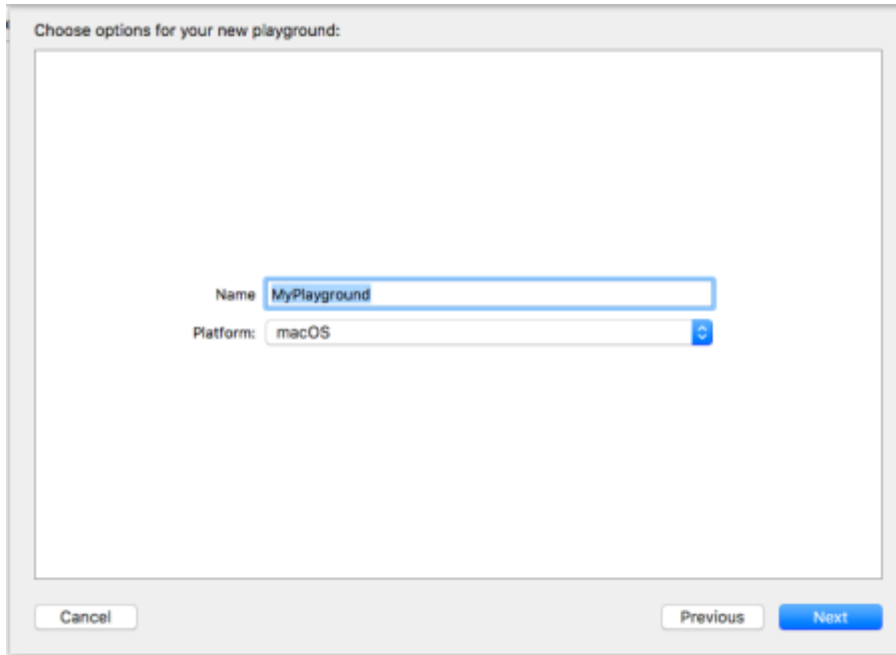 Choose options for your new playground:
Name MyPlayground
Platform: macOS
Cancel Previous Next